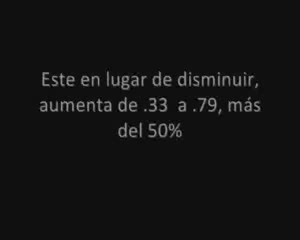 Este en lugar de disminuir,
aumenta de .33  a .79, más
del 50%